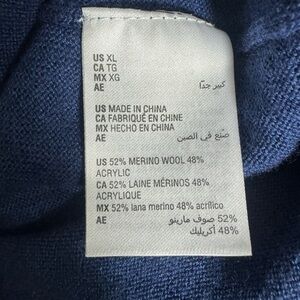 US XL
CA TG
MX XG
AE كبير جدًا
US MADE IN CHINA
CA FABRIQUÉ EN CHINE
MX HECHO EN CHINA
AE صنع في الصين
US 52% MERINO WOOL 48%
ACRYLIC
CA 52% LAINE MÉRINOS 48%
ACRYLIQUE
MX 52% lana merino 48% acrílico
AE 52% صوف مارينو
48% أكريليك